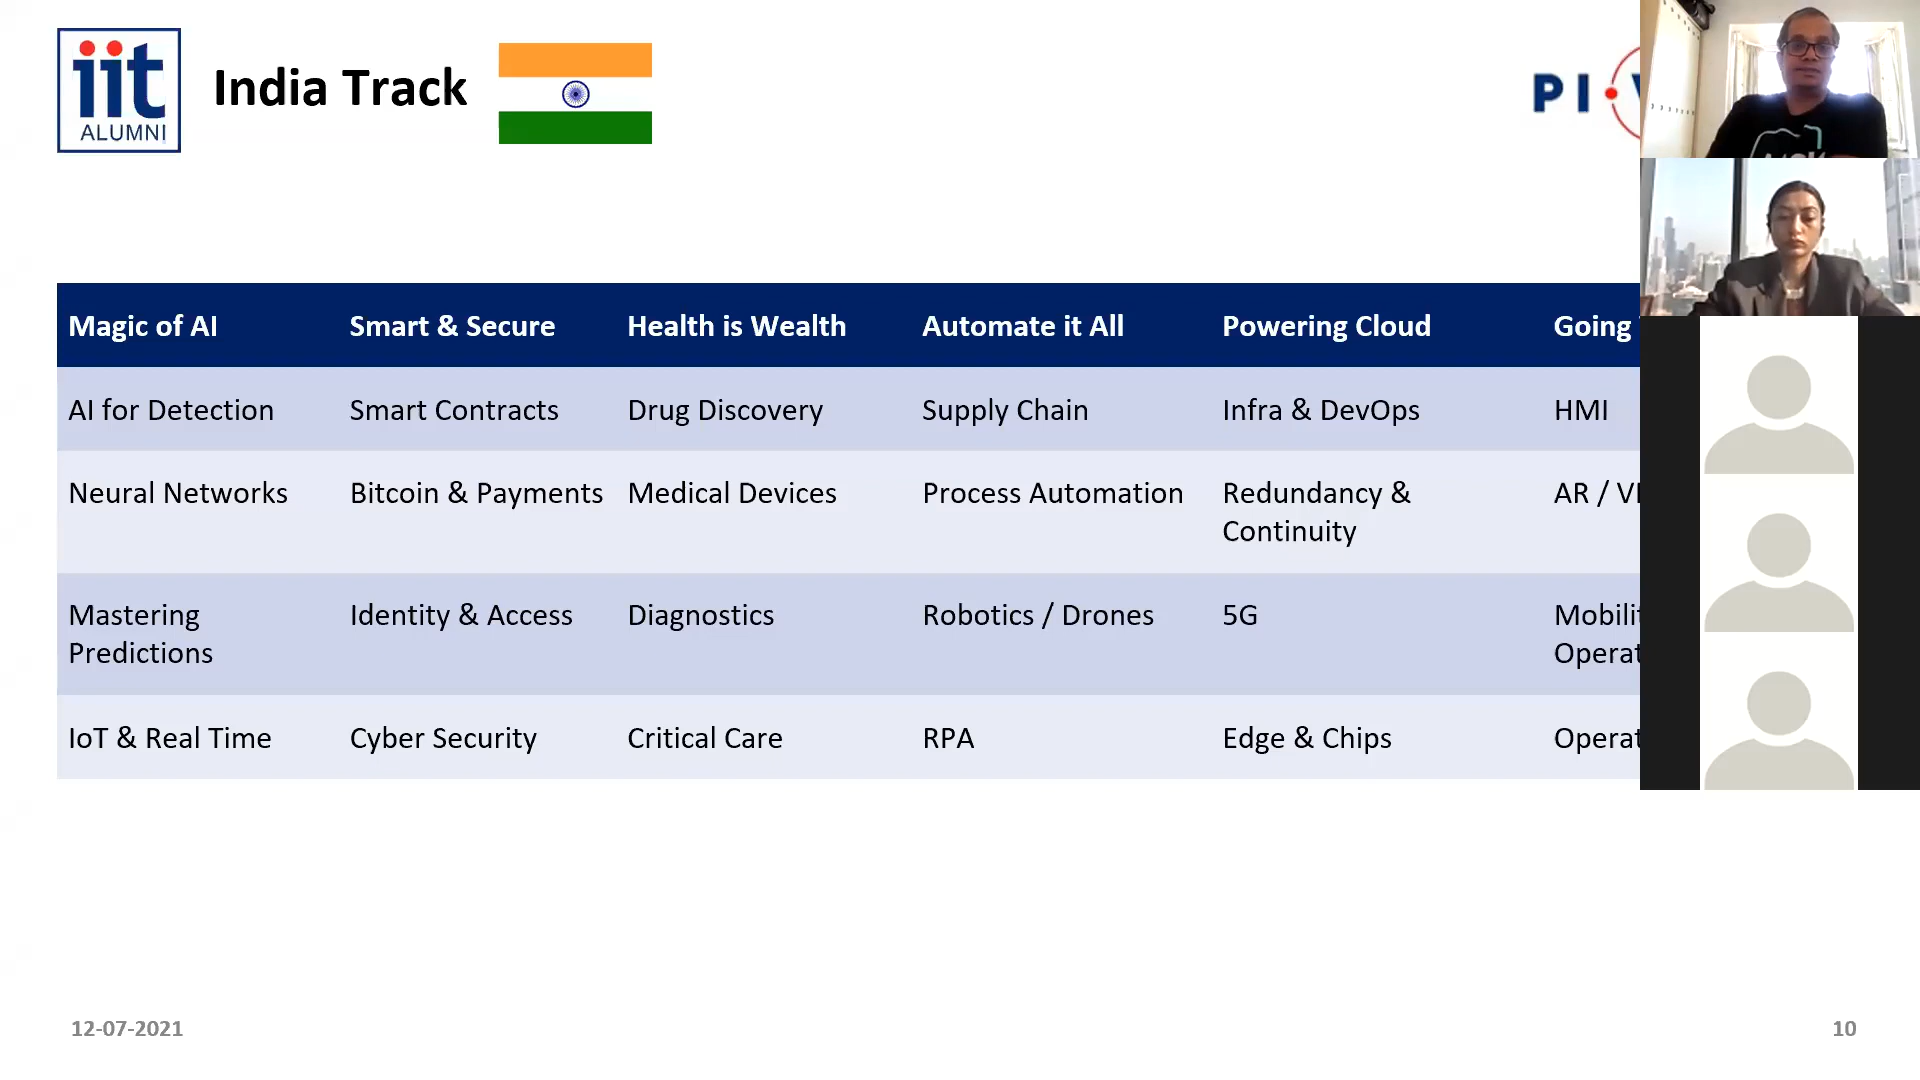 iit
ALUMNI
India Track
PI
Magic of AI Smart & Secure Health is Wealth Automate it All Powering Cloud Going
AI for Detection Smart Contracts Drug Discovery Supply Chain Infra & DevOps HMI
Neural Networks Bitcoin & Payments Medical Devices Process Automation Redundancy & AR /
Continuity
Mastering Identity & Access Diagnostics Robotics / Drones 5G
Predictions
IoT & Real Time Cyber Security Critical Care RPA Edge & Chips
12-07-2021 10